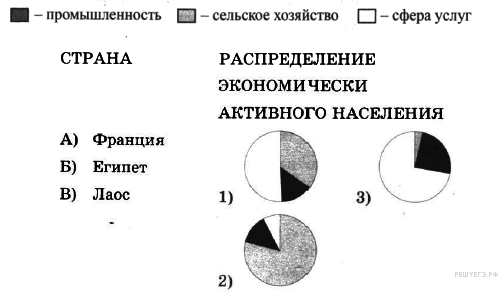 – промышленность – сельское хозяйство – сфера услуг
СТРАНА
РАСПРЕДЕЛЕНИЕ
ЭКОНОМИЧЕСКИ
АКТИВНОГО НАСЕЛЕНИЯ
А) Франция
Б) Египет
В) Лаос
1)
3)
2)
РЕШУЕГЭ.РФ